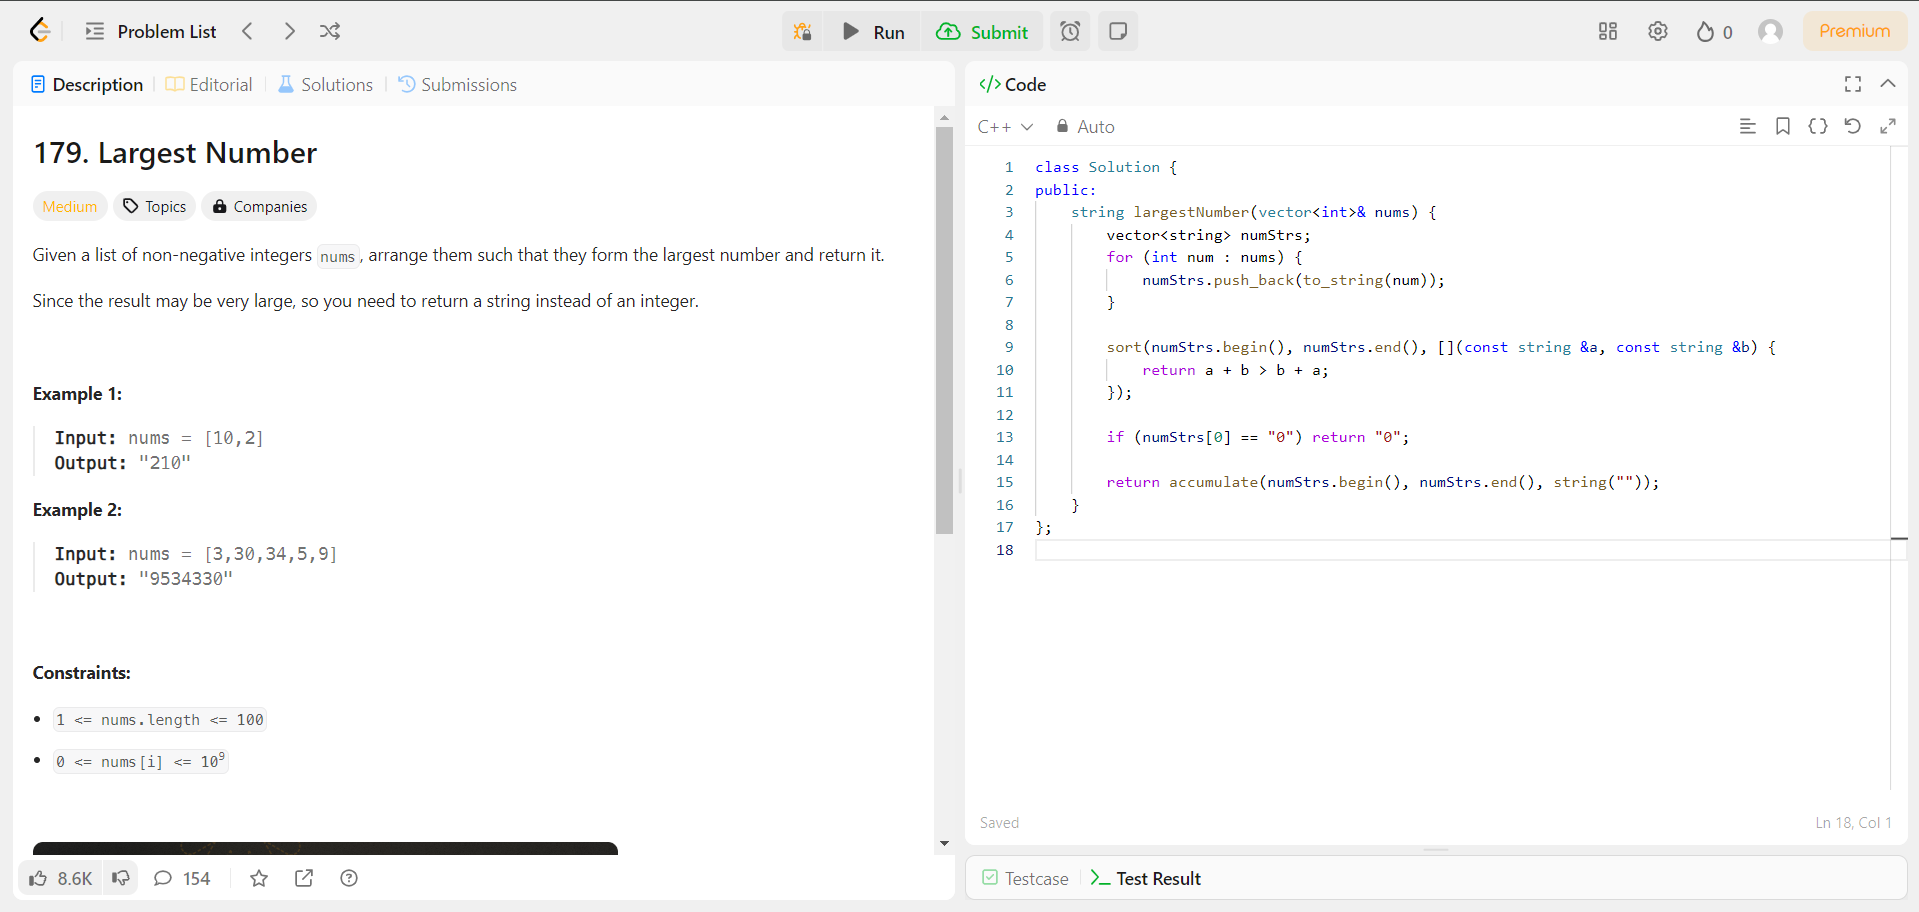 Problem List
Run
Submit
0
Premium
Description
Editorial
Solutions
Submissions
179. Largest Number
Medium
Topics
Companies
Given a list of non-negative integers nums, arrange them such that they form the largest number and return it.
Since the result may be very large, so you need to return a string instead of an integer.
Example 1:
Input: nums = [10,2]
Output: "210"
Example 2:
Input: nums = [3,30,34,5,9]
Output: "9534330"
Constraints:
• 1 <= nums.length <= 100
• 0 <= nums[i] <= 10⁹
8.6K
154
</> Code
C++
Auto
1 class Solution {
2 public:
3     string largestNumber(vector<int>& nums) {
4         vector<string> numStrs;
5         for (int num : nums) {
6             numStrs.push_back(to_string(num));
7         }
8
9         sort(numStrs.begin(), numStrs.end(), [](const string &a, const string &b) {
10             return a + b > b + a;
11         });
12
13         if (numStrs[0] == "0") return "0";
14
15         return accumulate(numStrs.begin(), numStrs.end(), string(""));
16     }
17 };
18
Saved
Ln 18, Col 1
Testcase
Test Result